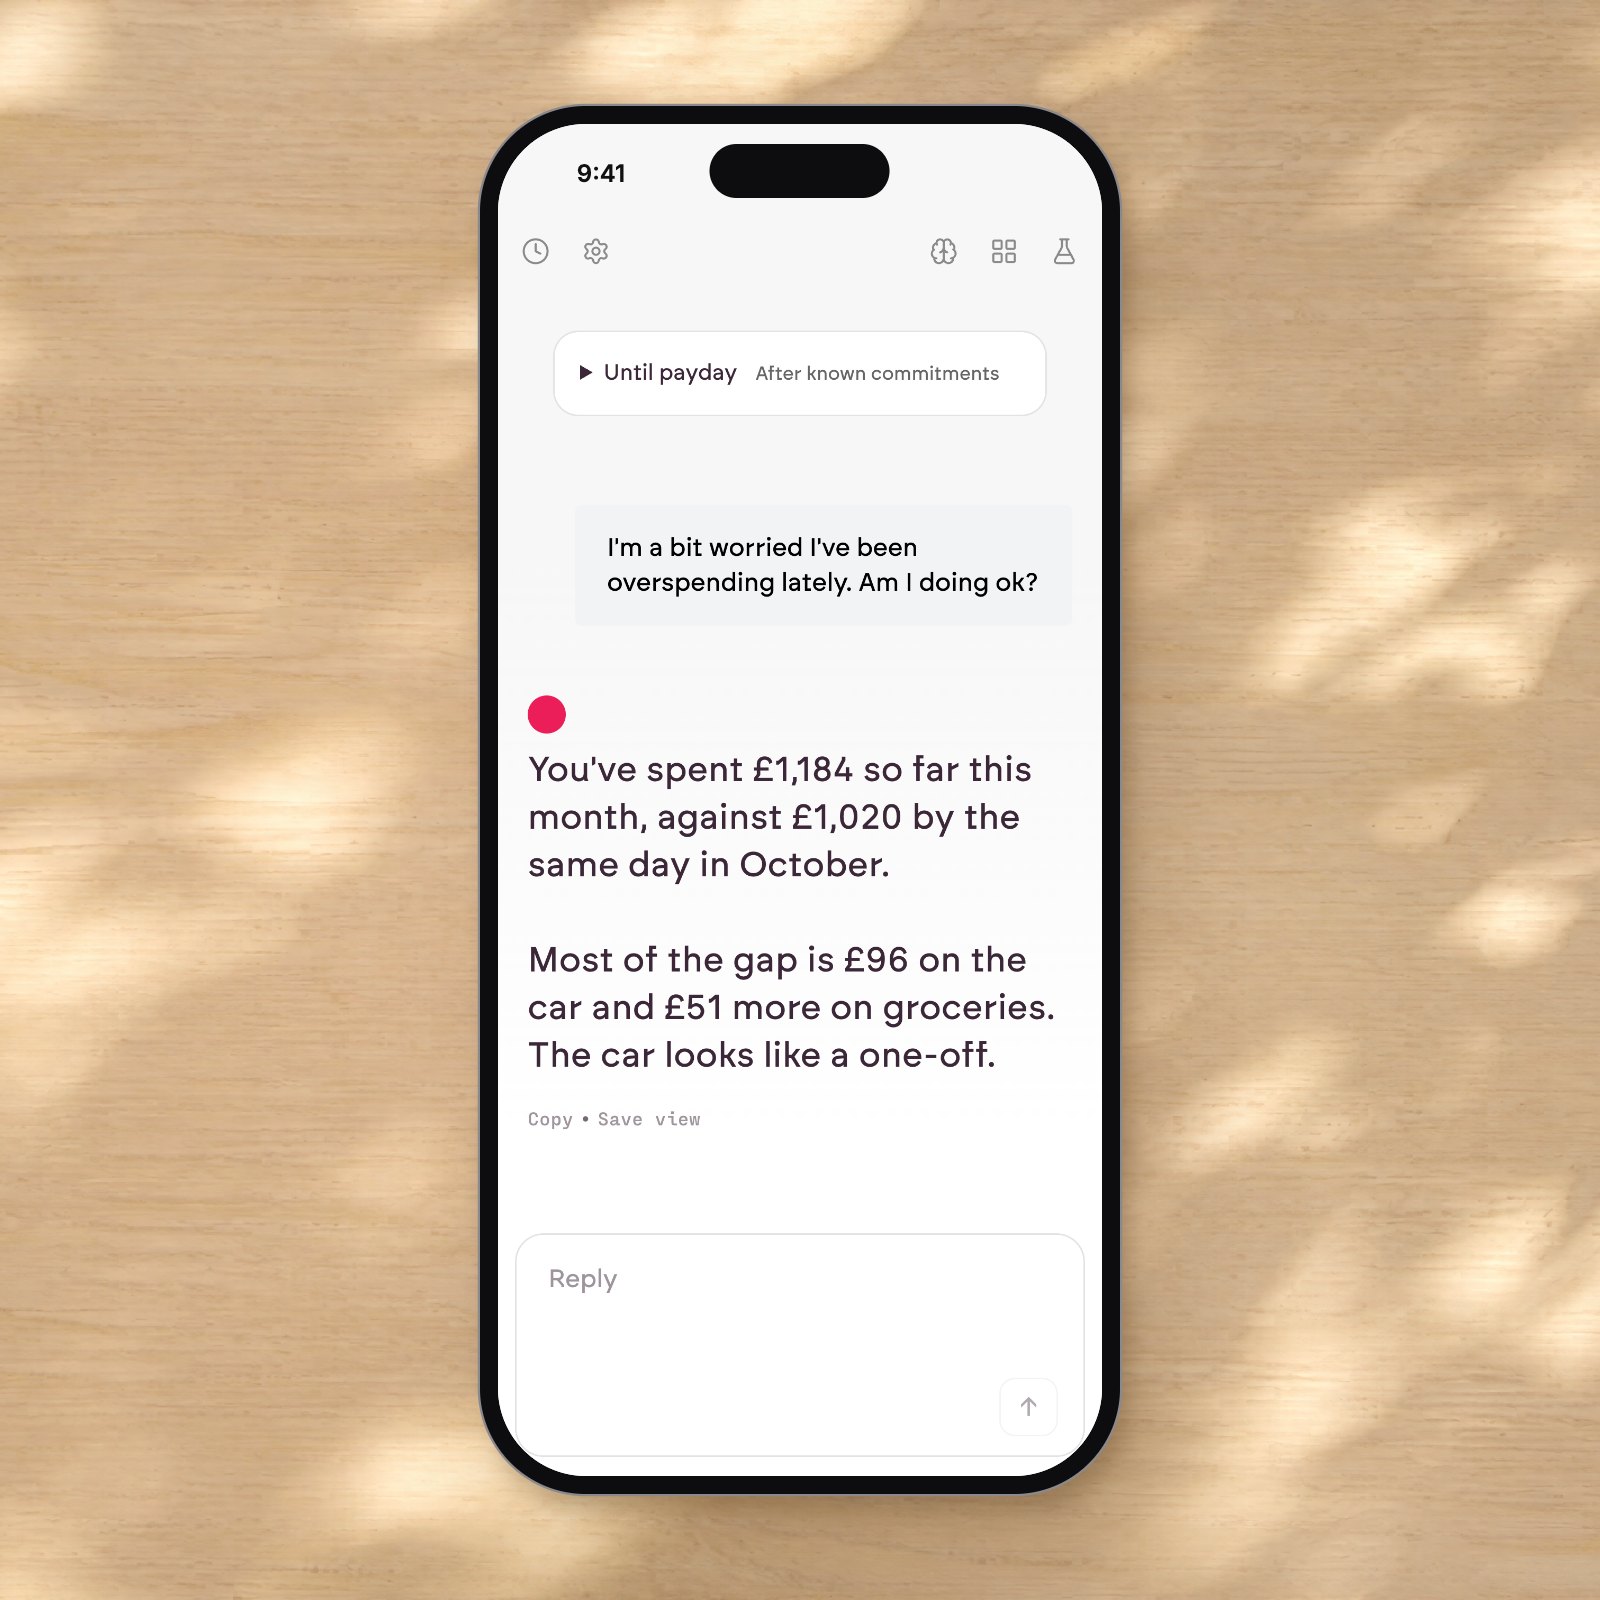 9:41
Until payday After known commitments
I'm a bit worried I've been
overspending lately. Am I doing ok?
You've spent £1,184 so far this
month, against £1,020 by the
same day in October.
Most of the gap is £96 on the
car and £51 more on groceries.
The car looks like a one-off.
Copy • Save view
Reply